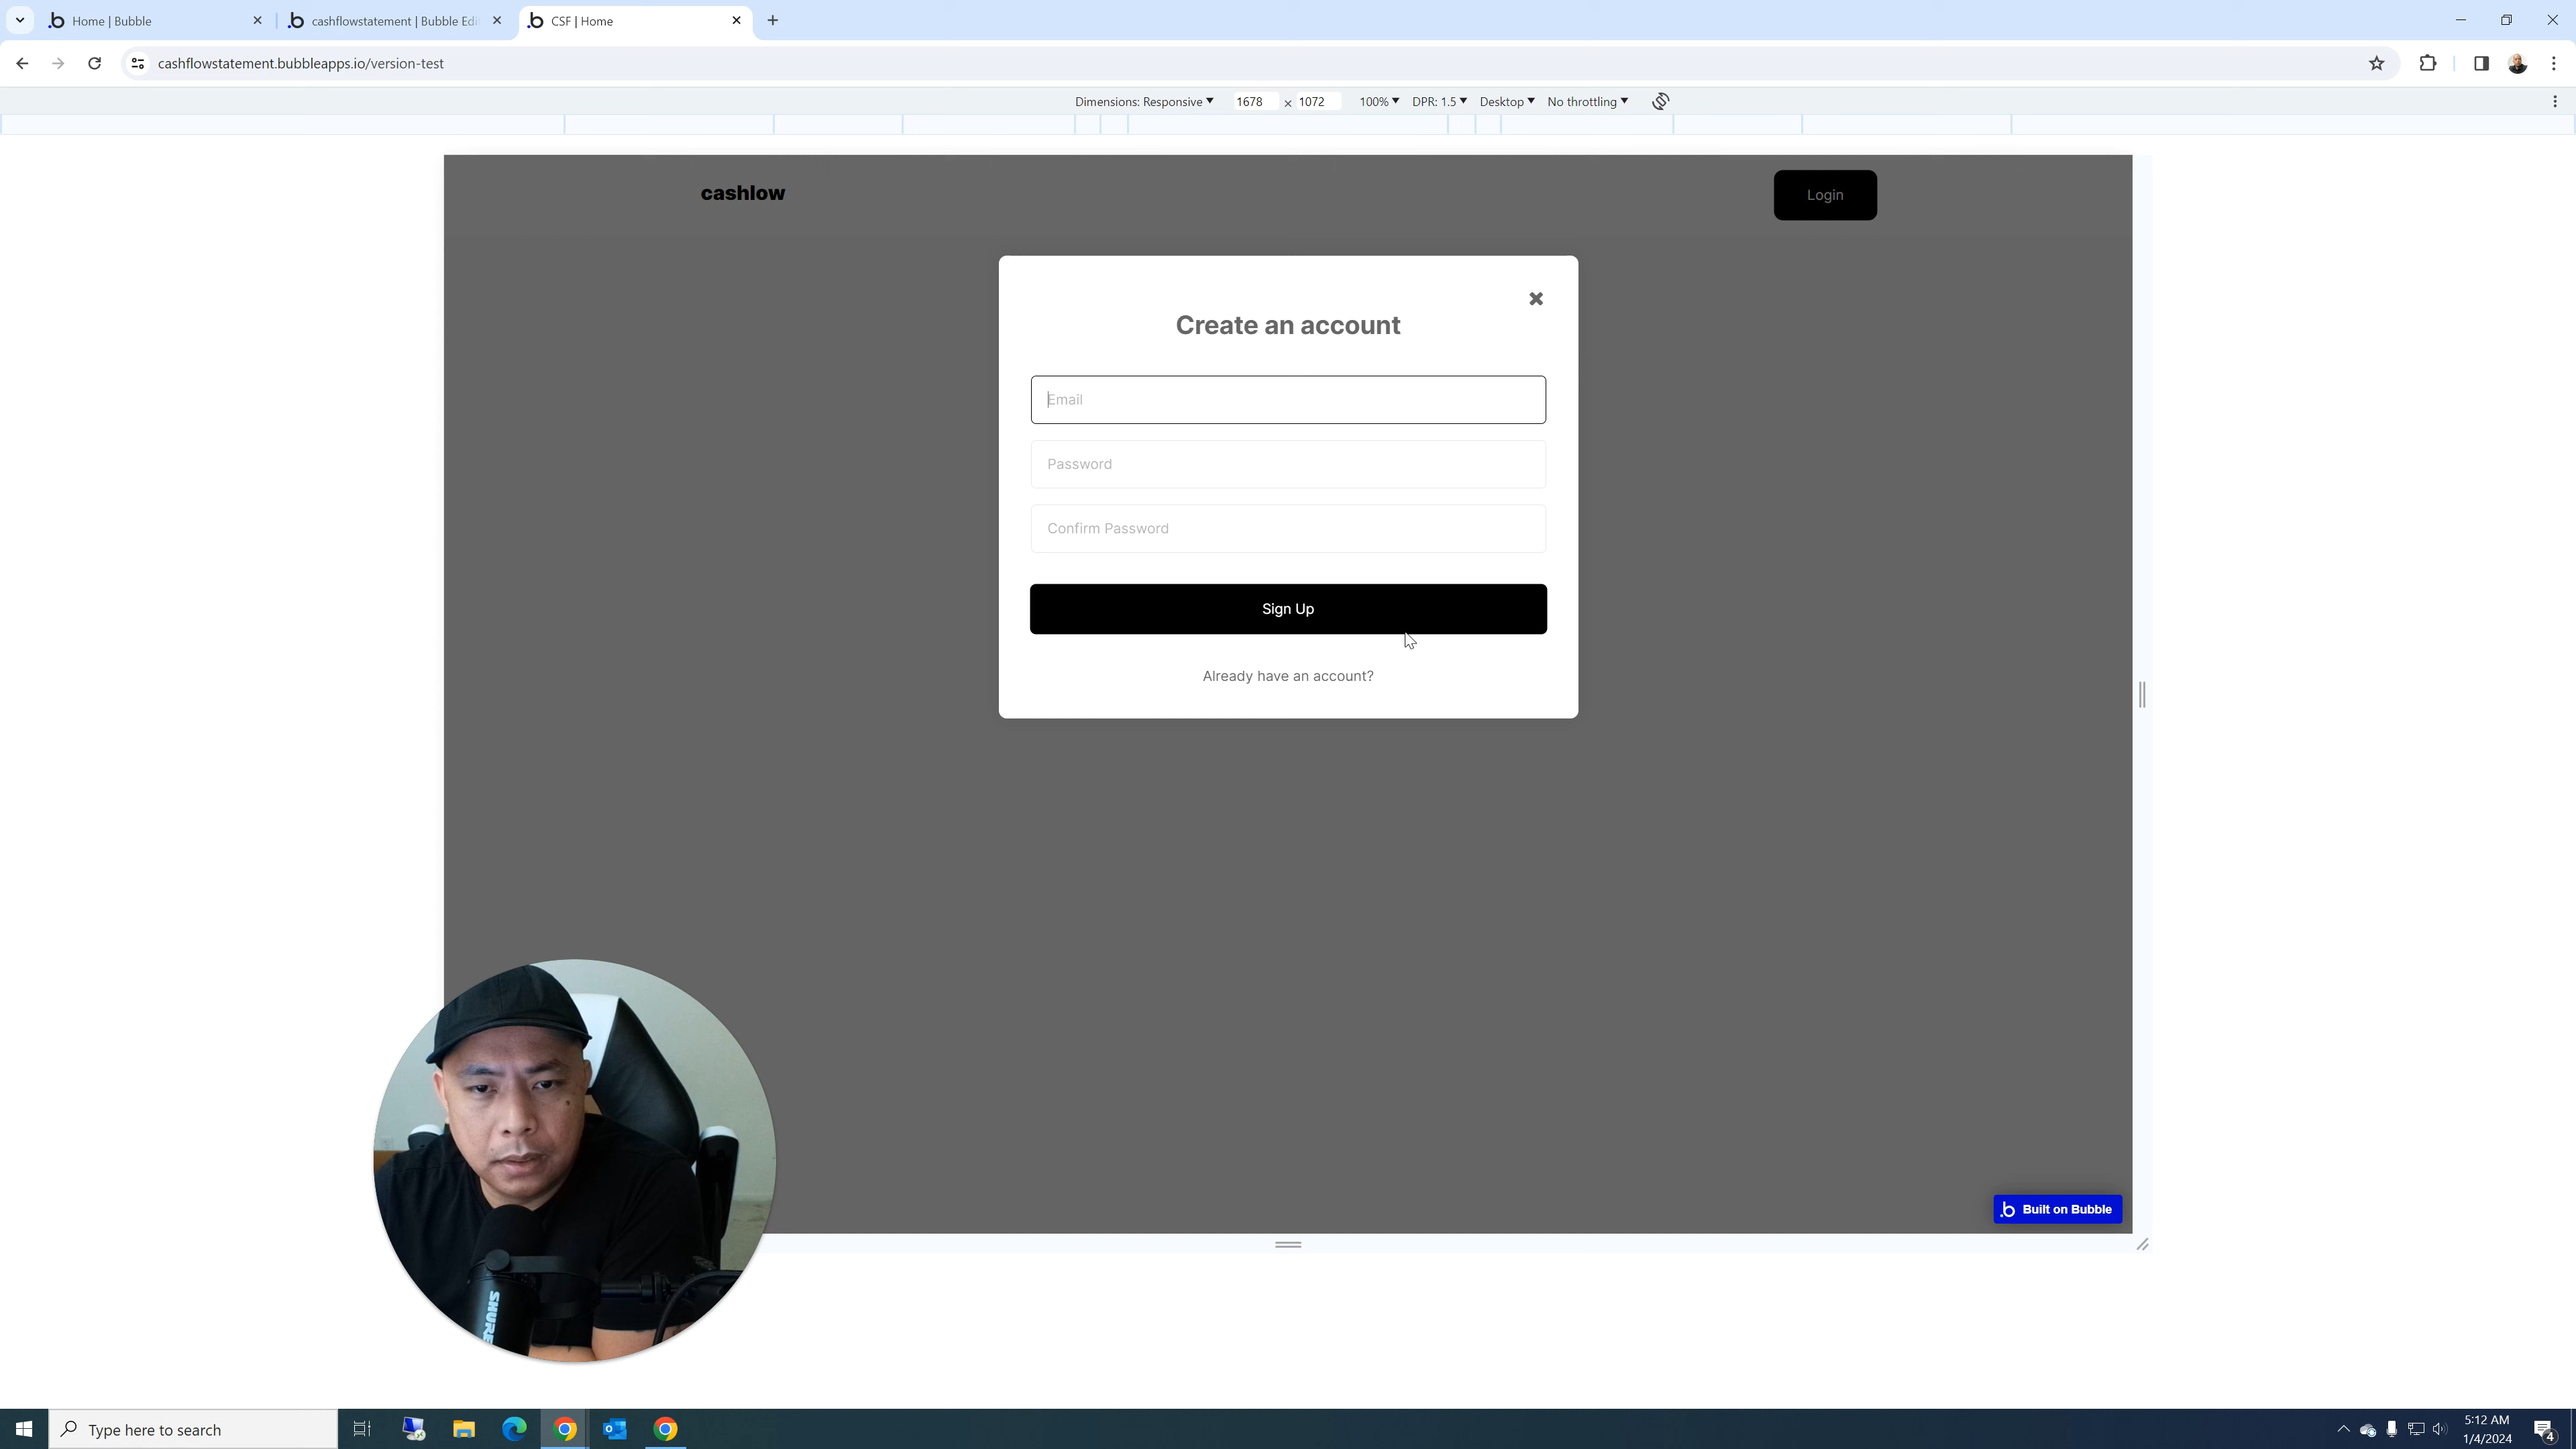 Home | Bubble
cashflowstatement | Bubble Edi
CSF | Home
cashflowstatement.bubbleapps.io/version-test
Dimensions: Responsive 1678 × 1072 100% DPR: 1.5 Desktop No throttling
cashlow
Login
Create an account
Email
Password
Confirm Password
Sign Up
Already have an account?
b Built on Bubble
SHURE
Type here to search
5:12 AM
1/4/2024
4